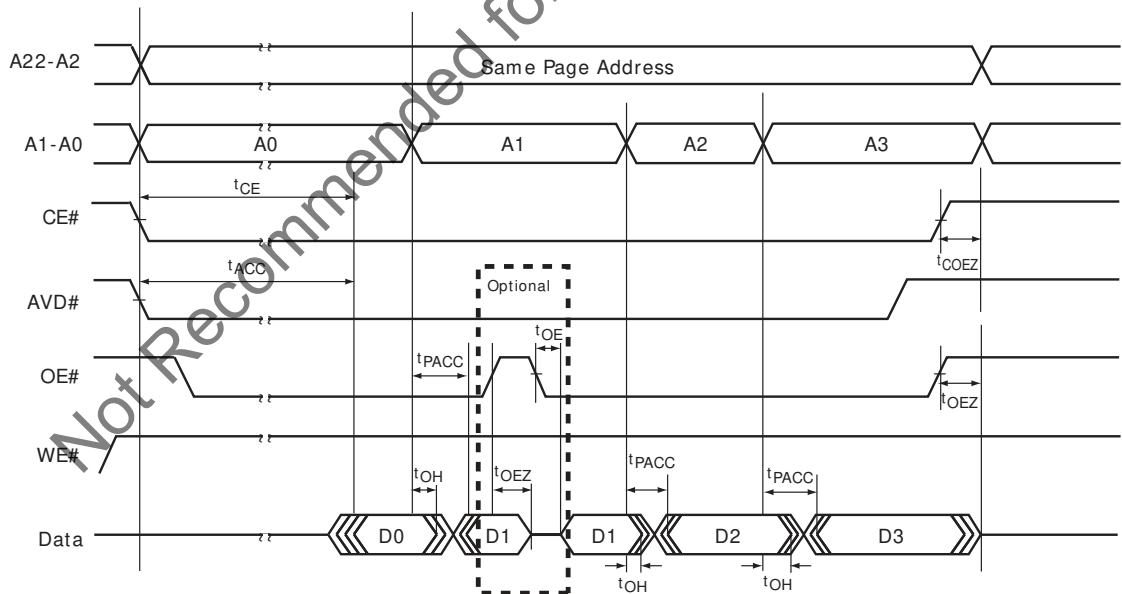 Not Recommended for
A22-A2
Same Page Address
A1-A0
A0
A1
A2
A3
tCE
CE#
tCOEZ
tACC
AVD#
Optional
tOE
OE#
tPACC
tOEZ
WE#
tOH
tOEZ
tPACC
tPACC
Data
D0
D1
D1
D2
D3
tOH
tOH